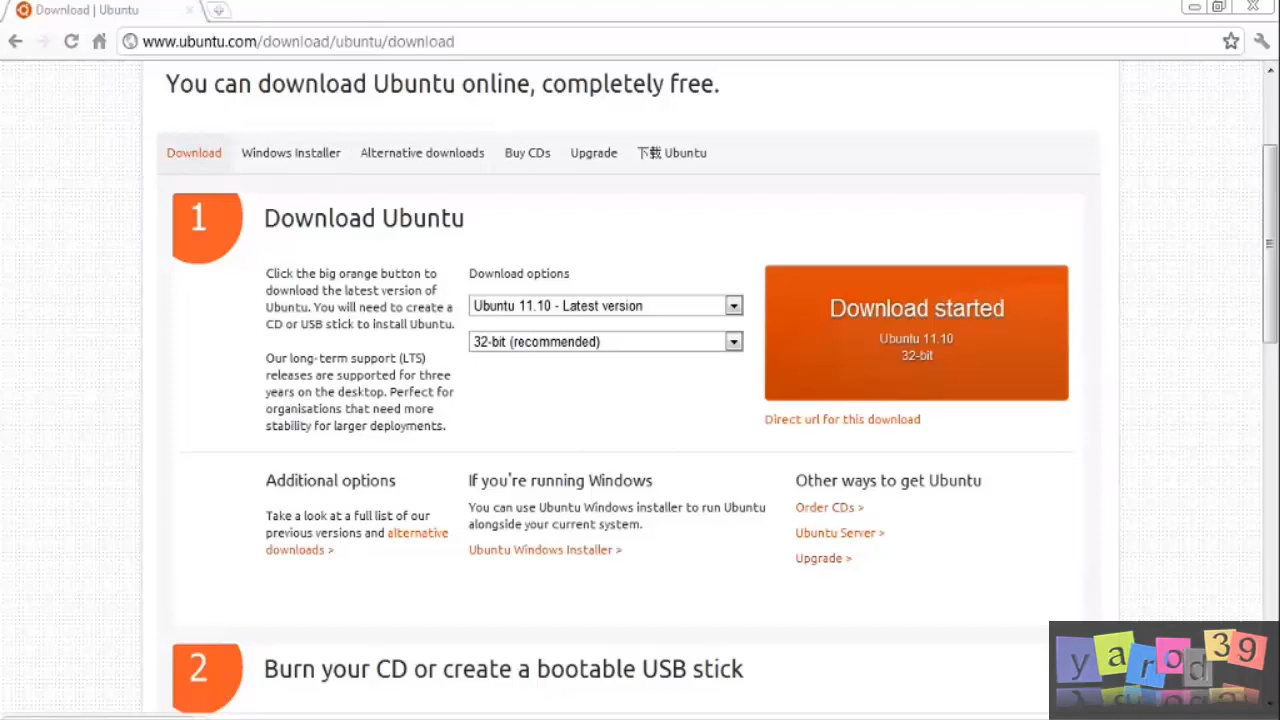 Download | Ubuntu
www.ubuntu.com/download/ubuntu/download
You can download Ubuntu online, completely free.
Download
Windows Installer
Alternative downloads
Buy CDs
Upgrade
下载 Ubuntu
1
Download Ubuntu
Click the big orange button to
download the latest version of
Ubuntu. You will need to create a
CD or USB stick to install Ubuntu.
Our long-term support (LTS)
releases are supported for three
years on the desktop. Perfect for
organisations that need more
stability for larger deployments.
Download options
Ubuntu 11.10 - Latest version
32-bit (recommended)
Download started
Ubuntu 11.10
32-bit
Direct url for this download
Additional options
Take a look at a full list of our
previous versions and alternative
downloads >
If you're running Windows
You can use Ubuntu Windows installer to run Ubuntu
alongside your current system.
Ubuntu Windows Installer >
Other ways to get Ubuntu
Order CDs >
Ubuntu Server >
Upgrade >
2
Burn your CD or create a bootable USB stick
yarod39